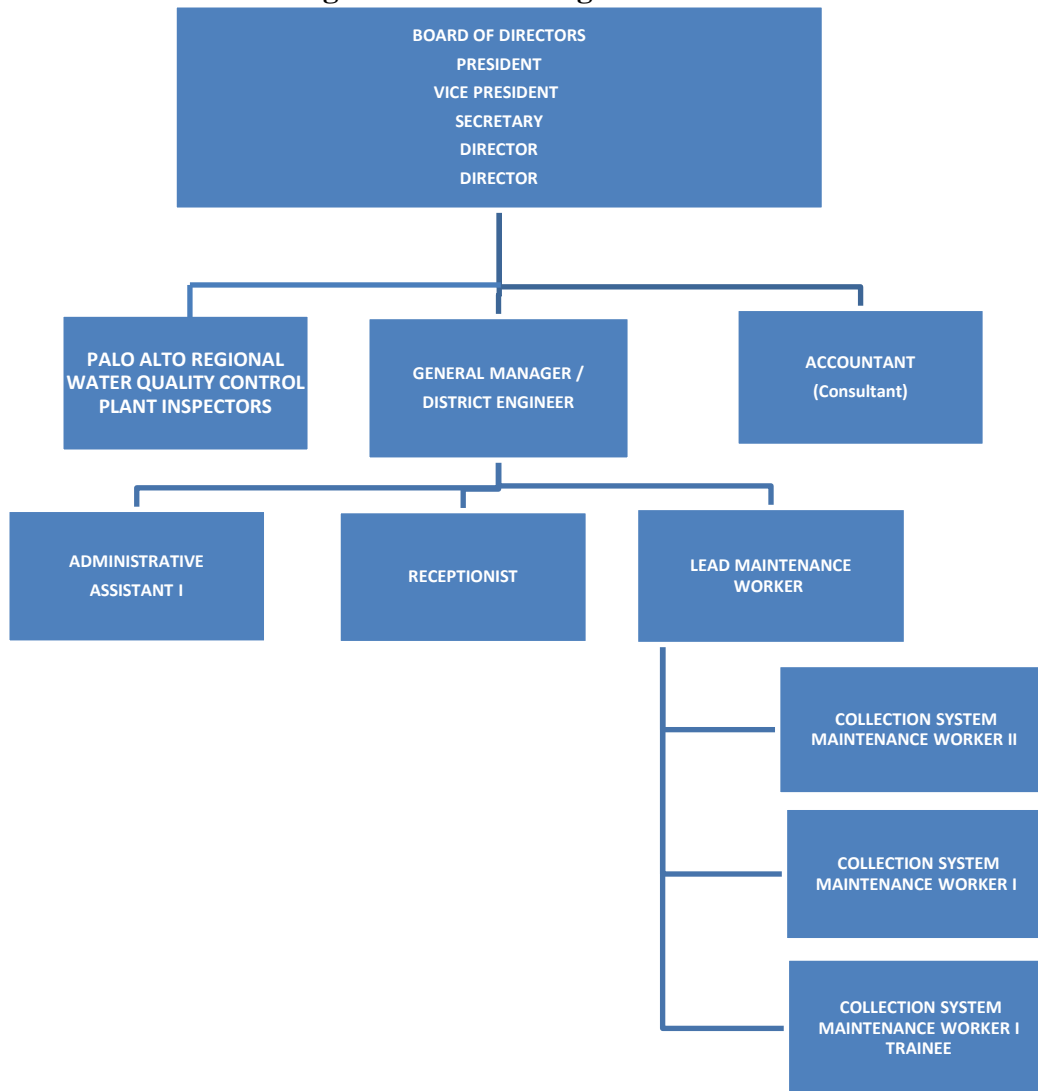 BOARD OF DIRECTORS
PRESIDENT
VICE PRESIDENT
SECRETARY
DIRECTOR
DIRECTOR
PALO ALTO REGIONAL
WATER QUALITY CONTROL
PLANT INSPECTORS
GENERAL MANAGER /
DISTRICT ENGINEER
ACCOUNTANT
(Consultant)
ADMINISTRATIVE
ASSISTANT I
RECEPTIONIST
LEAD MAINTENANCE
WORKER
COLLECTION SYSTEM
MAINTENANCE WORKER II
COLLECTION SYSTEM
MAINTENANCE WORKER I
COLLECTION SYSTEM
MAINTENANCE WORKER I
TRAINEE